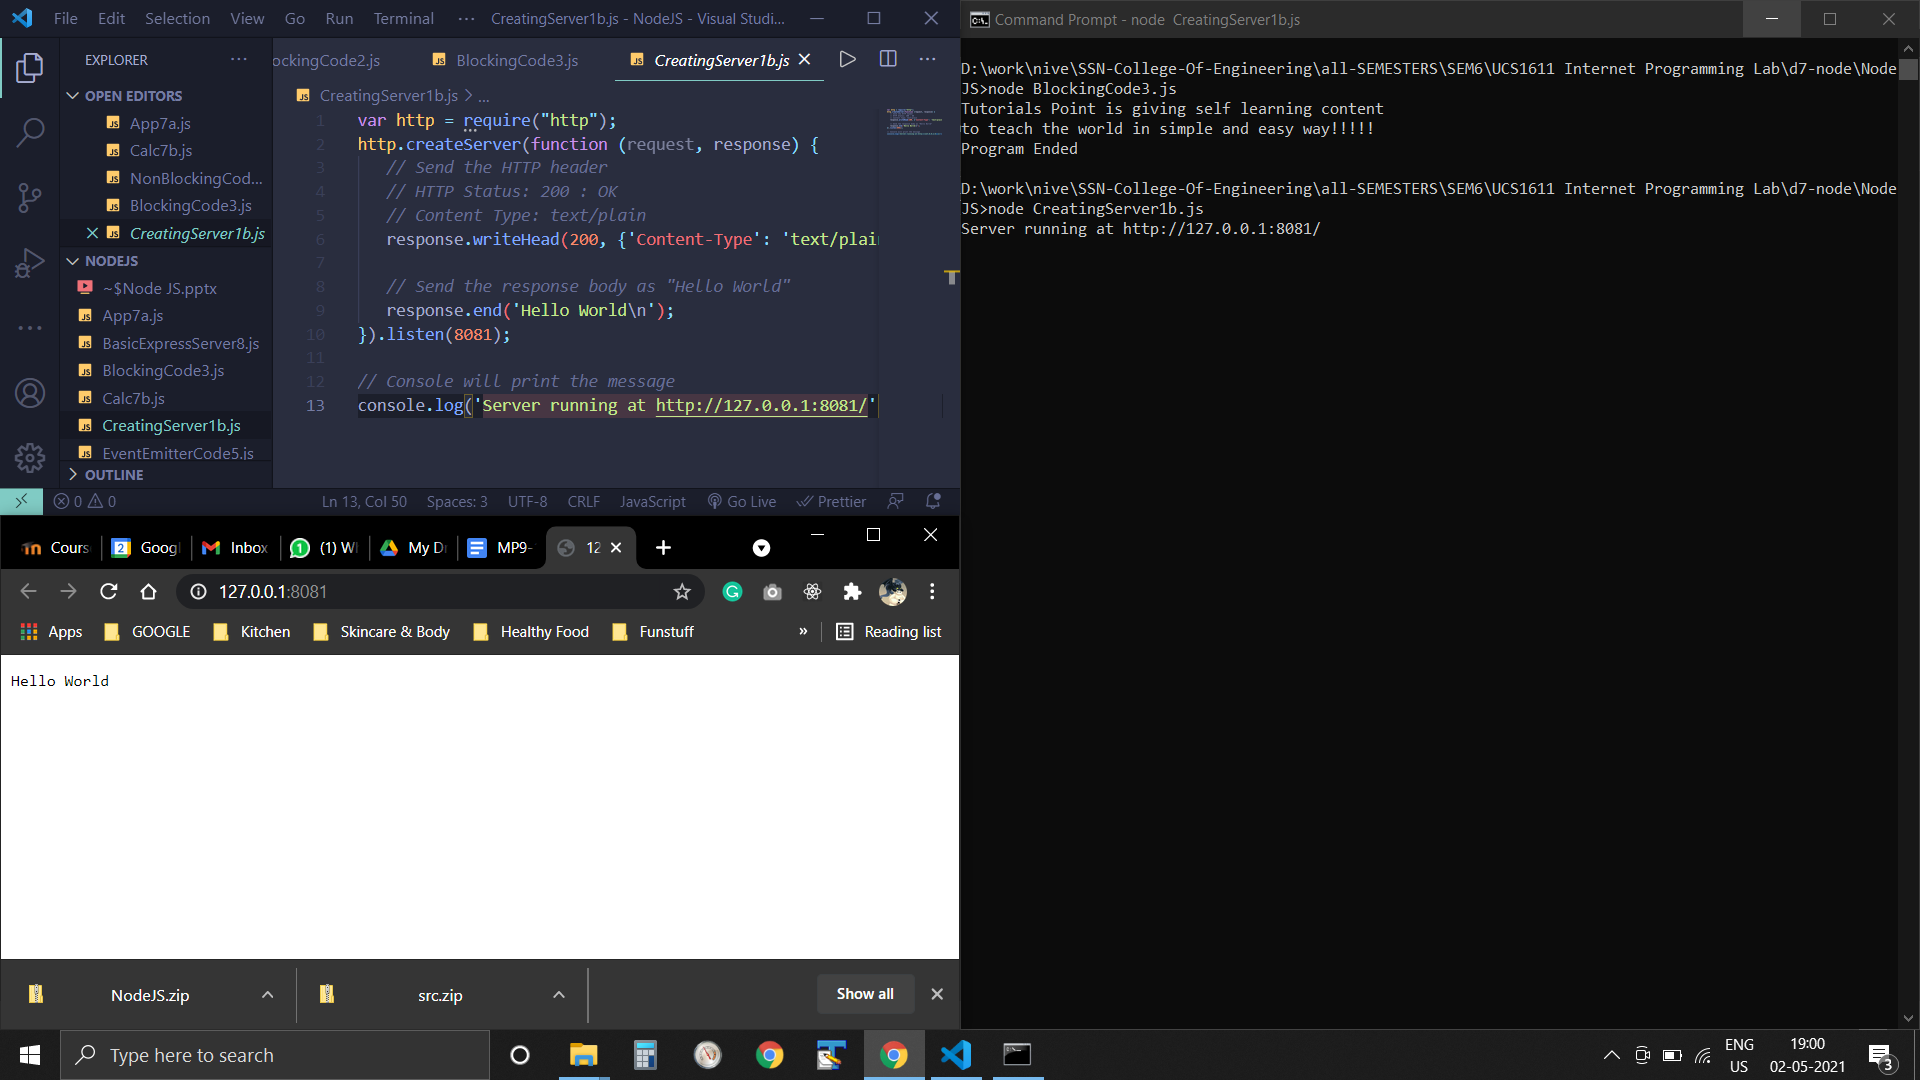 File Edit Selection View Go Run Terminal ··· CreatingServer1b.js - NodeJS - Visual Studi...
EXPLORER ···
OPEN EDITORS
App7a.js
Calc7b.js
NonBlockingCod...
BlockingCode3.js
CreatingServer1b.js
NODEJS
~$Node JS.pptx
App7a.js
BasicExpressServer8.js
BlockingCode3.js
Calc7b.js
CreatingServer1b.js
EventEmitterCode5.js
OUTLINE
ockingCode2.js BlockingCode3.js CreatingServer1b.js
CreatingServer1b.js > ...
1 var http = require("http");
2 http.createServer(function (request, response) {
3 // Send the HTTP header
4 // HTTP Status: 200 : OK
5 // Content Type: text/plain
6 response.writeHead(200, {'Content-Type': 'text/plai
7
8 // Send the response body as "Hello World"
9 response.end('Hello World\n');
10 }).listen(8081);
11
12 // Console will print the message
13 console.log('Server running at http://127.0.0.1:8081/'
0 0 Ln 13, Col 50 Spaces: 3 UTF-8 CRLF JavaScript Go Live Prettier
Cours Googl Inbox (1) W My D MP9- 12
127.0.0.1:8081
Apps GOOGLE Kitchen Skincare & Body Healthy Food Funstuff » Reading list
Hello World
NodeJS.zip src.zip Show all
Command Prompt - node CreatingServer1b.js
D:\work\nive\SSN-College-Of-Engineering\all-SEMESTERS\SEM6\UCS1611 Internet Programming Lab\d7-node\Node
JS>node BlockingCode3.js
Tutorials Point is giving self learning content
to teach the world in simple and easy way!!!!!
Program Ended
D:\work\nive\SSN-College-Of-Engineering\all-SEMESTERS\SEM6\UCS1611 Internet Programming Lab\d7-node\Node
JS>node CreatingServer1b.js
Server running at http://127.0.0.1:8081/
Type here to search
ENG
US
19:00
02-05-2021
3